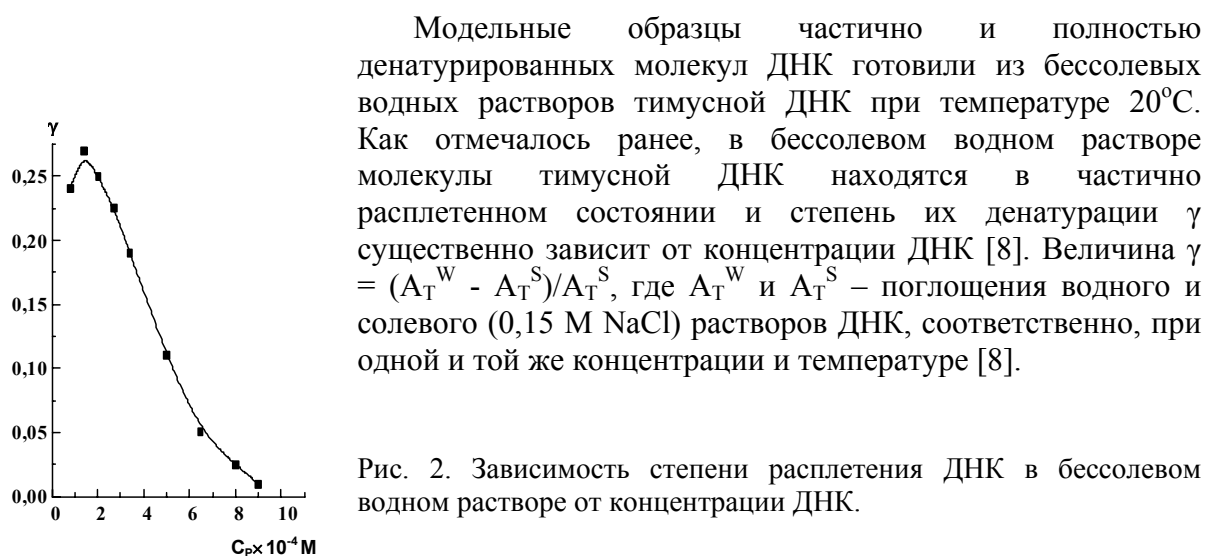 Модельные образцы частично и полностью
денатурированных молекул ДНК готовили из бессолевых
водных растворов тимусной ДНК при температуре 20°С.
Как отмечалось ранее, в бессолевом водном растворе
молекулы тимусной ДНК находятся в частично
расплетенном состоянии и степень их денатурации γ
существенно зависит от концентрации ДНК [8]. Величина γ
= (A_T^W - A_T^S)/A_T^S, где A_T^W и A_T^S – поглощения водного и
солевого (0,15 М NaCl) растворов ДНК, соответственно, при
одной и той же концентрации и температуре [8].
γ
0,25
0,20
0,15
0,10
0,05
0,00
0 2 4 6 8 10
C_P×10^-4 M
Рис. 2. Зависимость степени расплетения ДНК в бессолевом
водном растворе от концентрации ДНК.